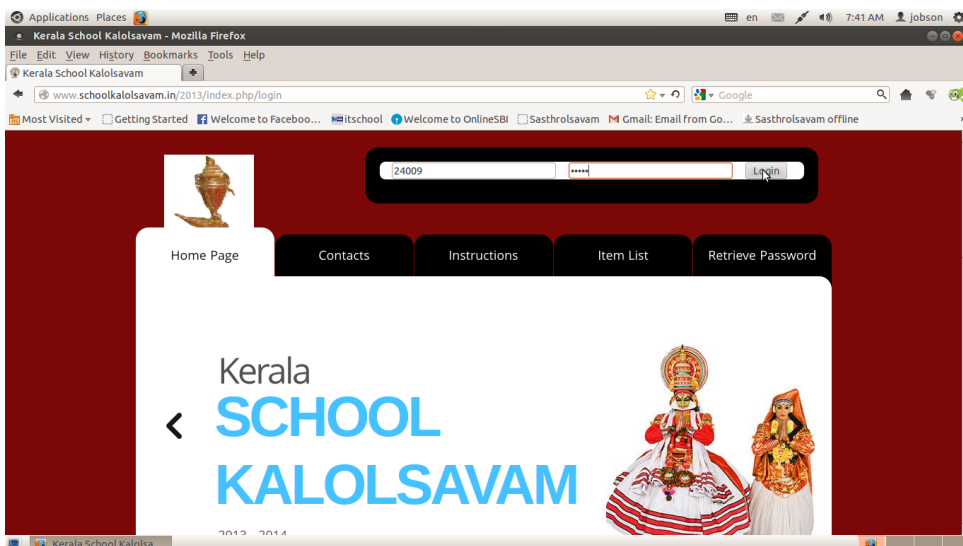 Applications Places en 7:41 AM jobson
Kerala School Kalolsavam - Mozilla Firefox
File Edit View History Bookmarks Tools Help
Kerala School Kalolsavam
www.schoolkalolsavam.in/2013/index.php/login Google
Most Visited Getting Started Welcome to Faceboo... itschool Welcome to OnlineSBI Sasthrolsavam Gmail: Email from Go... Sasthrolsavam offline
24009 ••••• Login
Home Page Contacts Instructions Item List Retrieve Password
Kerala
SCHOOL
KALOLSAVAM
2013 - 2014
Kerala School Kalolsa...